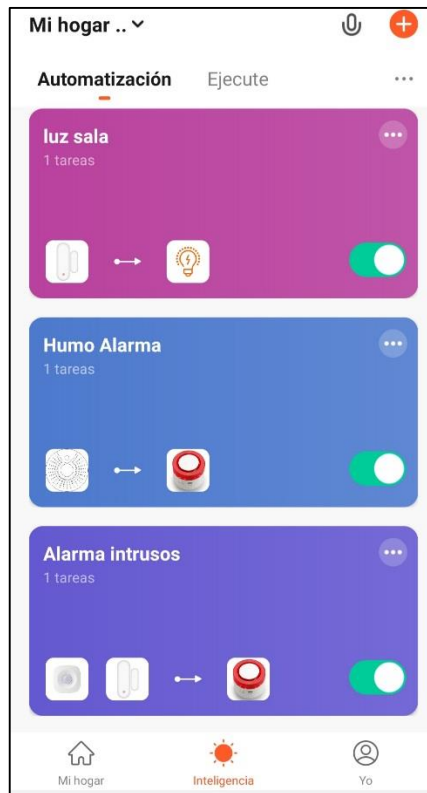 Mi hogar ..
Automatización Ejecute
luz sala
1 tareas
Humo Alarma
1 tareas
Alarma intrusos
1 tareas
Mi hogar Inteligencia Yo